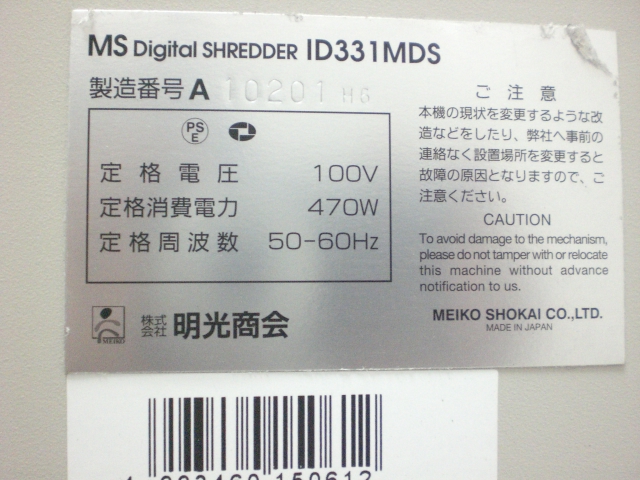 MS Digital SHREDDER ID331MDS
製造番号 A 10201 HG
PS
E
定格電圧 100V
定格消費電力 470W
定格周波数 50-60Hz
ご注意
本機の現状を変更するような改
造などをしたり、弊社へ事前の
連絡なく設置場所を変更すると
故障の原因となりますので、ご
注意ください。
CAUTION
To avoid damage to the mechanism,
please do not tamper with or relocate
this machine without advance
notification to us.
MEIKO
株式
会社 明光商会
MEIKO SHOKAI CO.,LTD.
MADE IN JAPAN
4 993460 150612